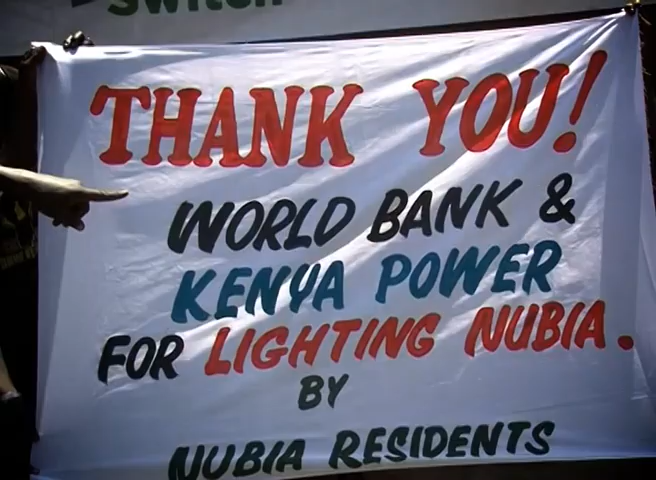 Switch
THANK YOU!
WORLD BANK &
KENYA POWER
FOR LIGHTING NUBIA.
BY
NUBIA RESIDENTS